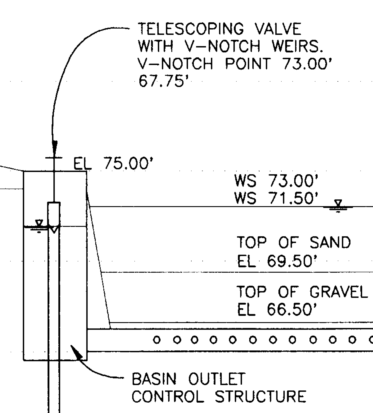 TELESCOPING VALVE
WITH V-NOTCH WEIRS.
V-NOTCH POINT 73.00'
67.75'
EL 75.00'
WS 73.00'
WS 71.50'
TOP OF SAND
EL 69.50'
TOP OF GRAVEL
EL 66.50'
BASIN OUTLET
CONTROL STRUCTURE